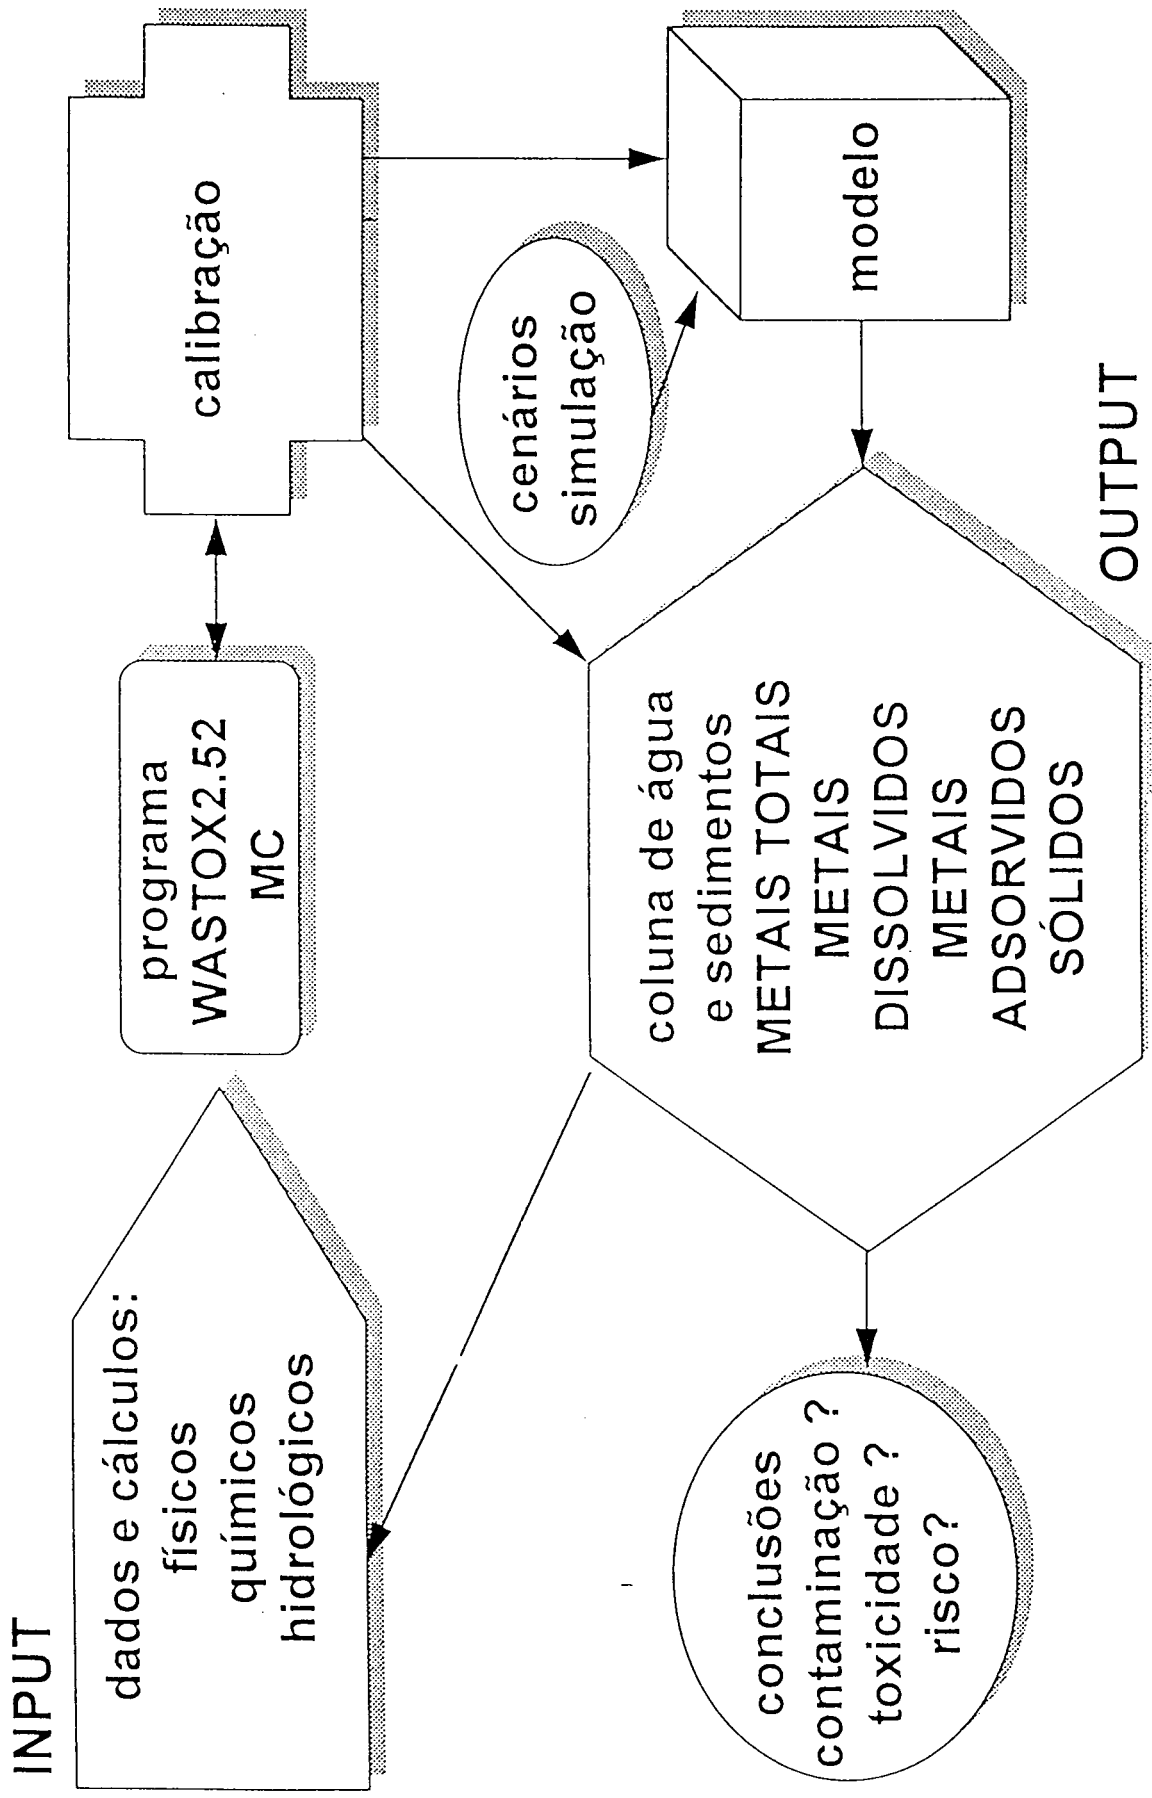 INPUT
dados e cálculos:
físicos
químicos
hidrológicos
programa
WASTOX2.52
MC
calibração
cenários
simulação
modelo
coluna de água
e sedimentos
METAIS TOTAIS
METAIS
DISSOLVIDOS
METAIS
ADSORVIDOS
SÓLIDOS
OUTPUT
conclusões
contaminação ?
toxicidade ?
risco?